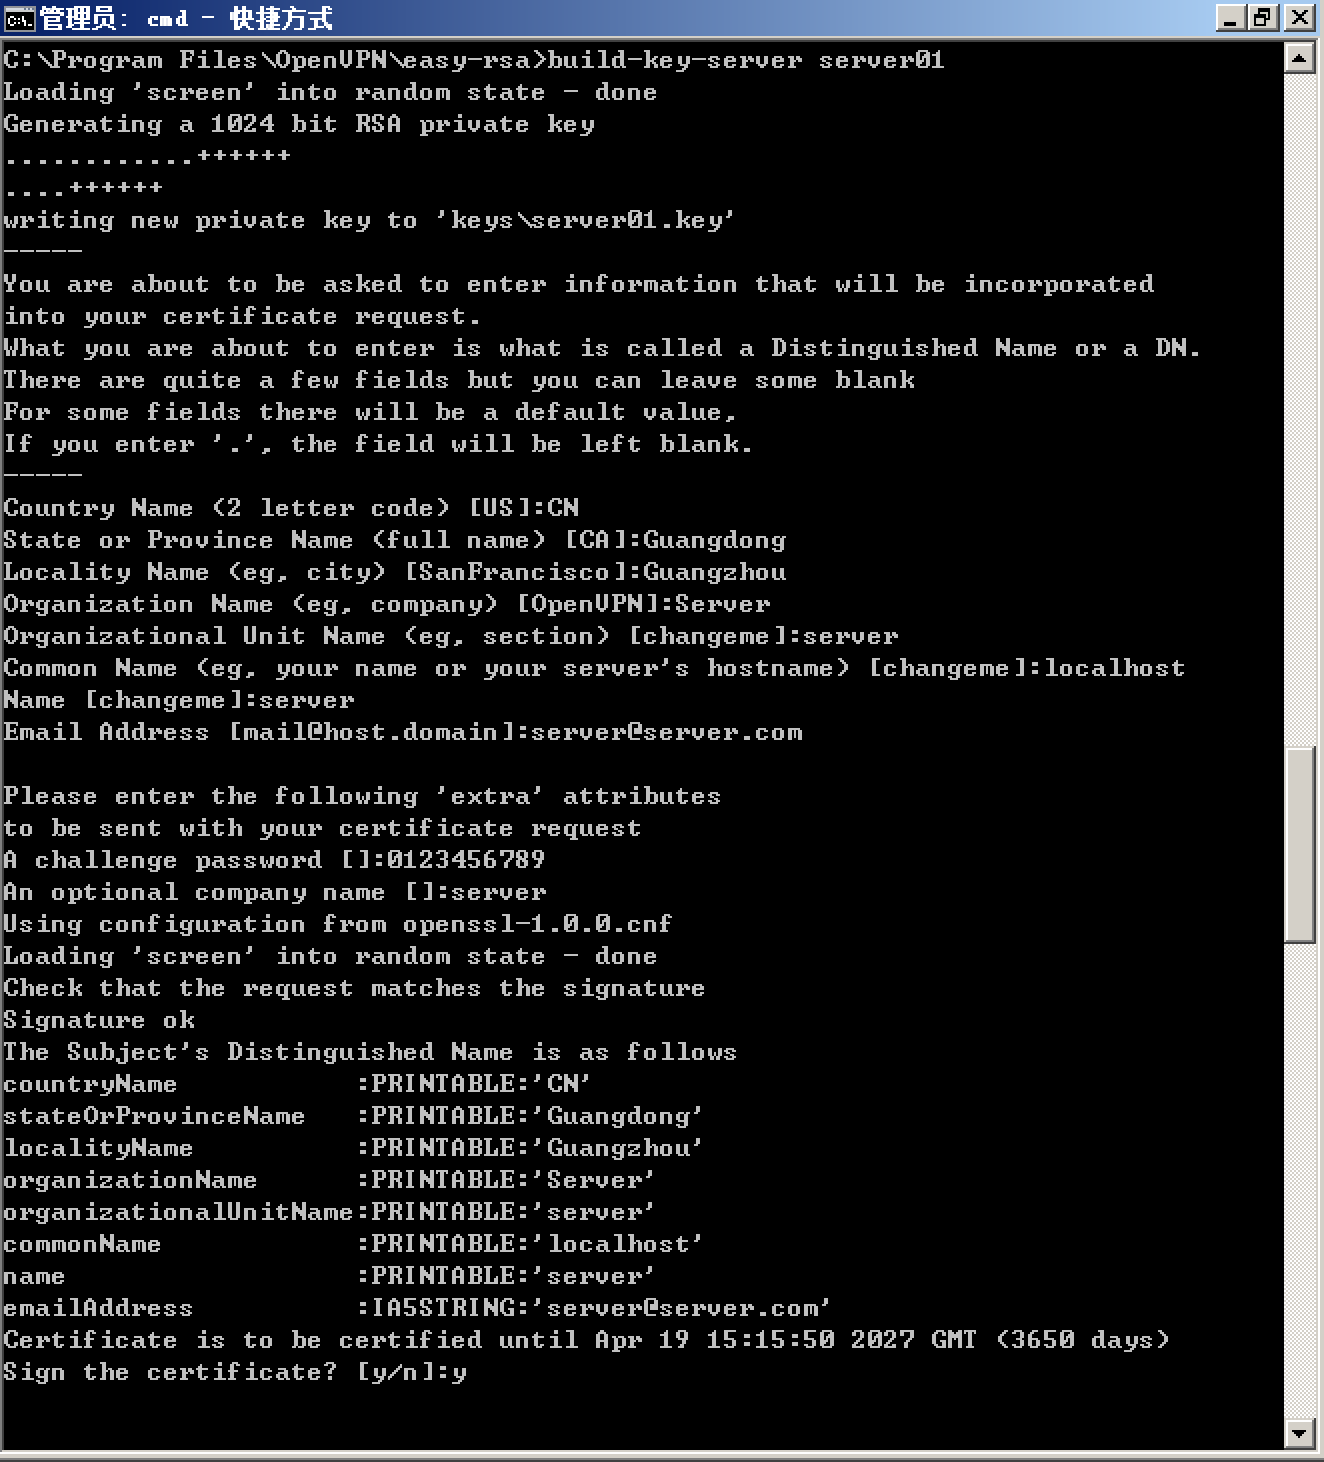 管理员: cmd - 快捷方式
C:\Program Files\OpenVPN\easy-rsa>build-key-server server01
Loading 'screen' into random state - done
Generating a 1024 bit RSA private key
............++++++
....++++++
writing new private key to 'keys\server01.key'
-----
You are about to be asked to enter information that will be incorporated
into your certificate request.
What you are about to enter is what is called a Distinguished Name or a DN.
There are quite a few fields but you can leave some blank
For some fields there will be a default value,
If you enter '.', the field will be left blank.
-----
Country Name (2 letter code) [US]:CN
State or Province Name (full name) [CA]:Guangdong
Locality Name (eg, city) [SanFrancisco]:Guangzhou
Organization Name (eg, company) [OpenVPN]:Server
Organizational Unit Name (eg, section) [changeme]:server
Common Name (eg, your name or your server's hostname) [changeme]:localhost
Name [changeme]:server
Email Address [mail@host.domain]:server@server.com
Please enter the following 'extra' attributes
to be sent with your certificate request
A challenge password []:0123456789
An optional company name []:server
Using configuration from openssl-1.0.0.cnf
Loading 'screen' into random state - done
Check that the request matches the signature
Signature ok
The Subject's Distinguished Name is as follows
countryName           :PRINTABLE:'CN'
stateOrProvinceName   :PRINTABLE:'Guangdong'
localityName          :PRINTABLE:'Guangzhou'
organizationName      :PRINTABLE:'Server'
organizationalUnitName:PRINTABLE:'server'
commonName            :PRINTABLE:'localhost'
name                  :PRINTABLE:'server'
emailAddress          :IA5STRING:'server@server.com'
Certificate is to be certified until Apr 19 15:15:50 2027 GMT (3650 days)
Sign the certificate? [y/n]:y